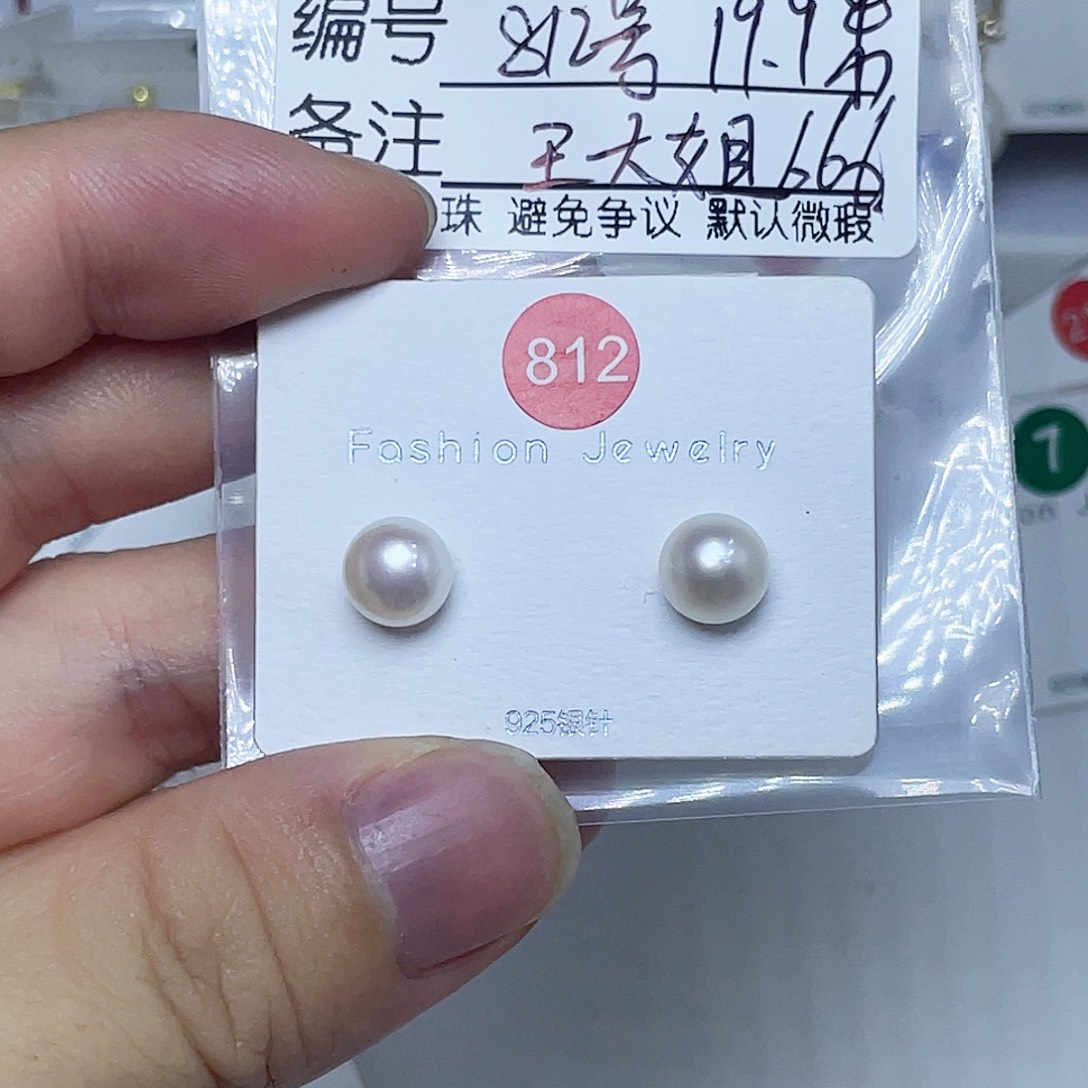 编号 812号 19.9米
备注 王大姐666
珠 避免争议 默认微瑕
812
Fashion Jewelry
925银针
7